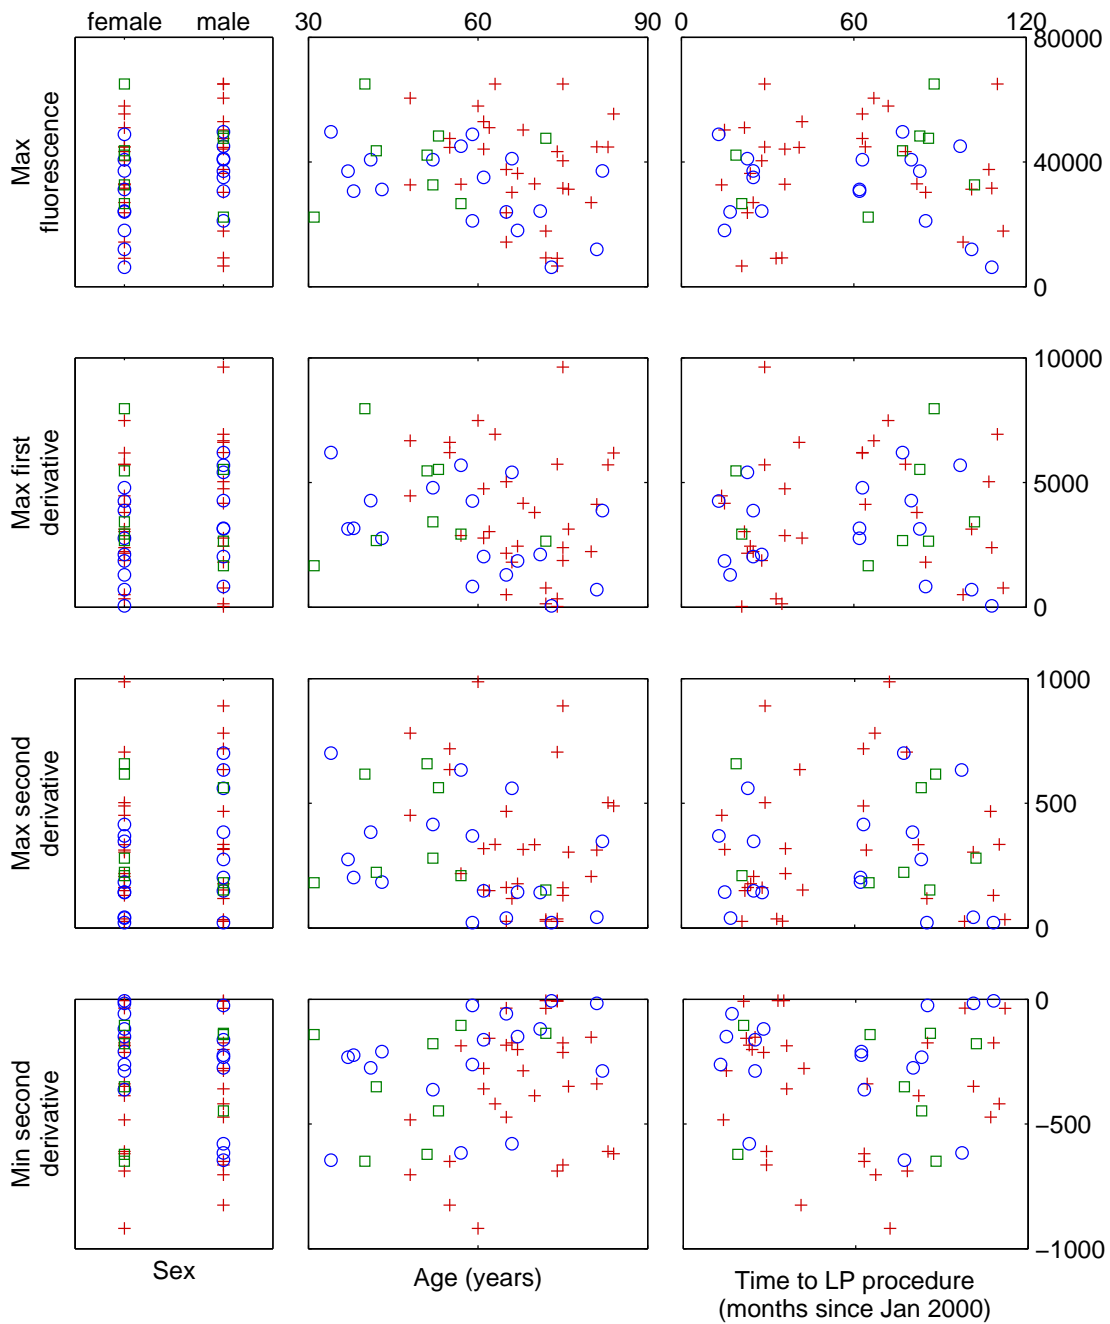 female male 30 60 90 0 60 120
80000
Max
fluorescence
40000
0
10000
Max first
derivative
5000
0
1000
Max second
derivative
500
0
0
Min second
derivative
−500
−1000
Sex
Age (years)
Time to LP procedure
(months since Jan 2000)